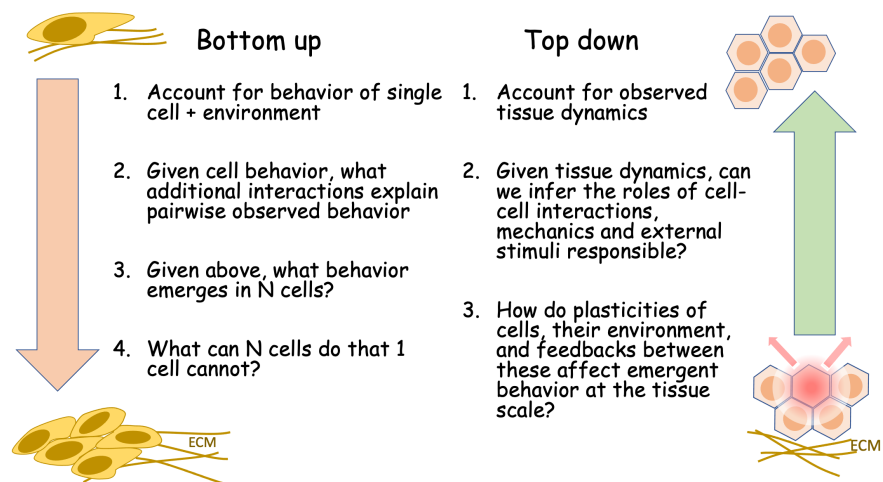 Bottom up
1. Account for behavior of single
cell + environment
2. Given cell behavior, what
additional interactions explain
pairwise observed behavior
3. Given above, what behavior
emerges in N cells?
4. What can N cells do that 1
cell cannot?
ECM
Top down
1. Account for observed
tissue dynamics
2. Given tissue dynamics, can
we infer the roles of cell-
cell interactions,
mechanics and external
stimuli responsible?
3. How do plasticities of
cells, their environment,
and feedbacks between
these affect emergent
behavior at the tissue
scale?
ECM